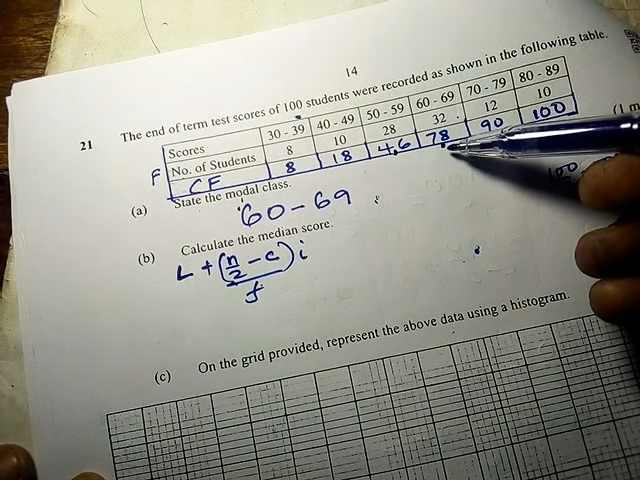 14
21 The end of term test scores of 100 students were recorded as shown in the following table.
Scores 30 - 39 40 - 49 50 - 59 60 - 69 70 - 79 80 - 89
F No. of Students 8 10 28 32 12 10
CF 8 18 46 78 90 100
(a) State the modal class. (1 m
60 - 69
100
(b) Calculate the median score.
L + (n/2 - c) i
f
(c) On the grid provided, represent the above data using a histogram.